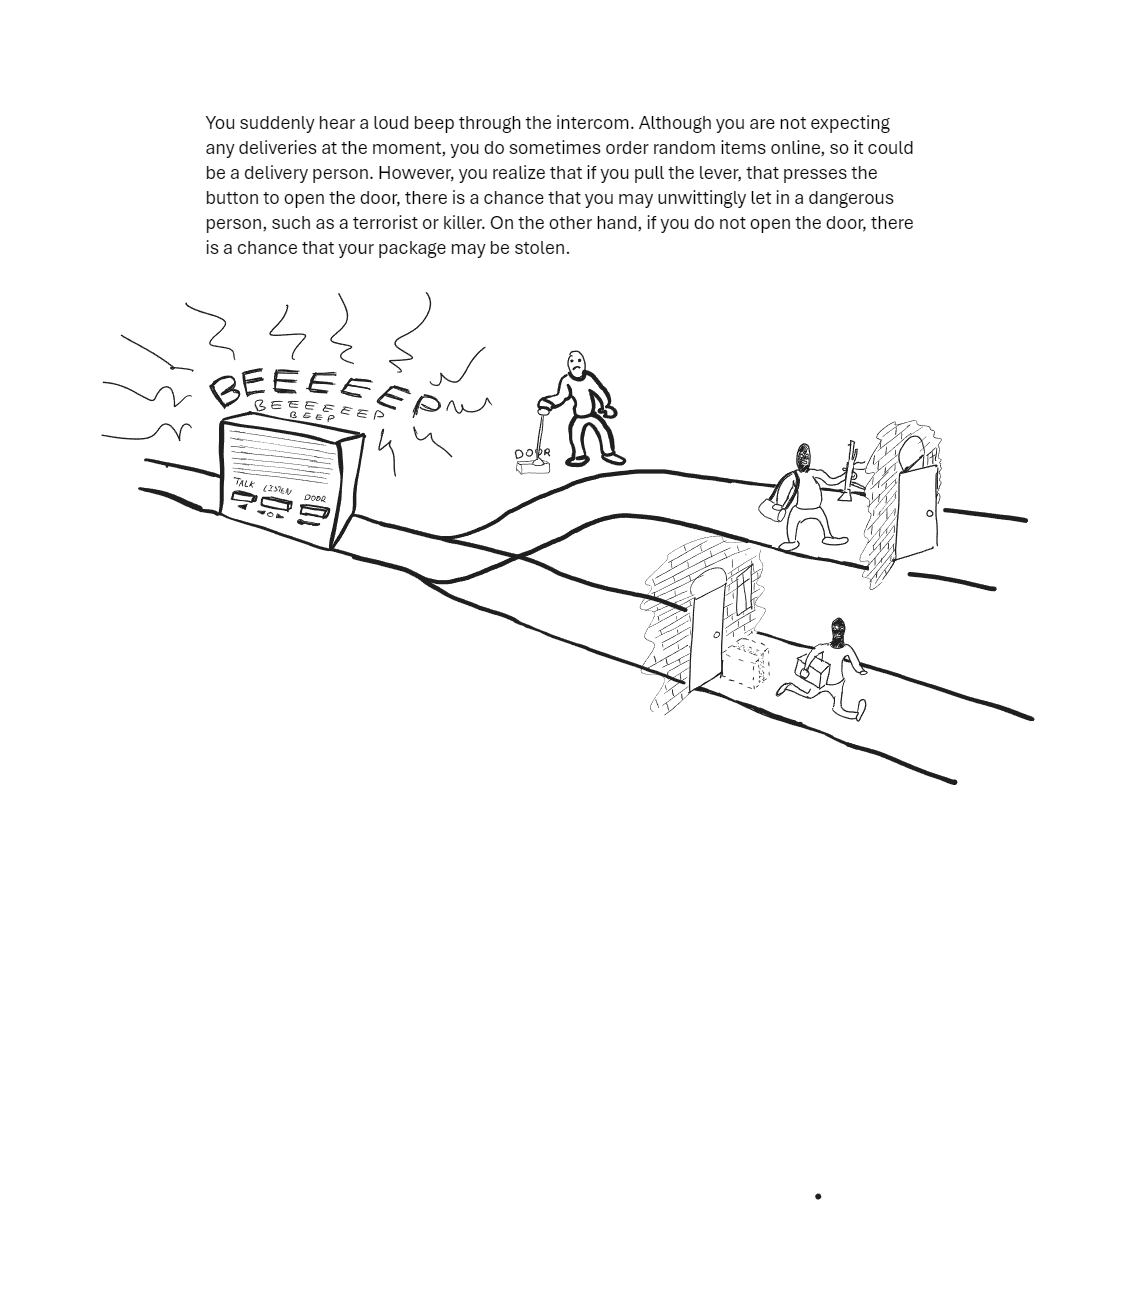 You suddenly hear a loud beep through the intercom. Although you are not expecting
any deliveries at the moment, you do sometimes order random items online, so it could
be a delivery person. However, you realize that if you pull the lever, that presses the
button to open the door, there is a chance that you may unwittingly let in a dangerous
person, such as a terrorist or killer. On the other hand, if you do not open the door, there
is a chance that your package may be stolen.
BEEEEEP
BEEEEEEP
BEEP
DOOR
TALK LISTEN DOOR